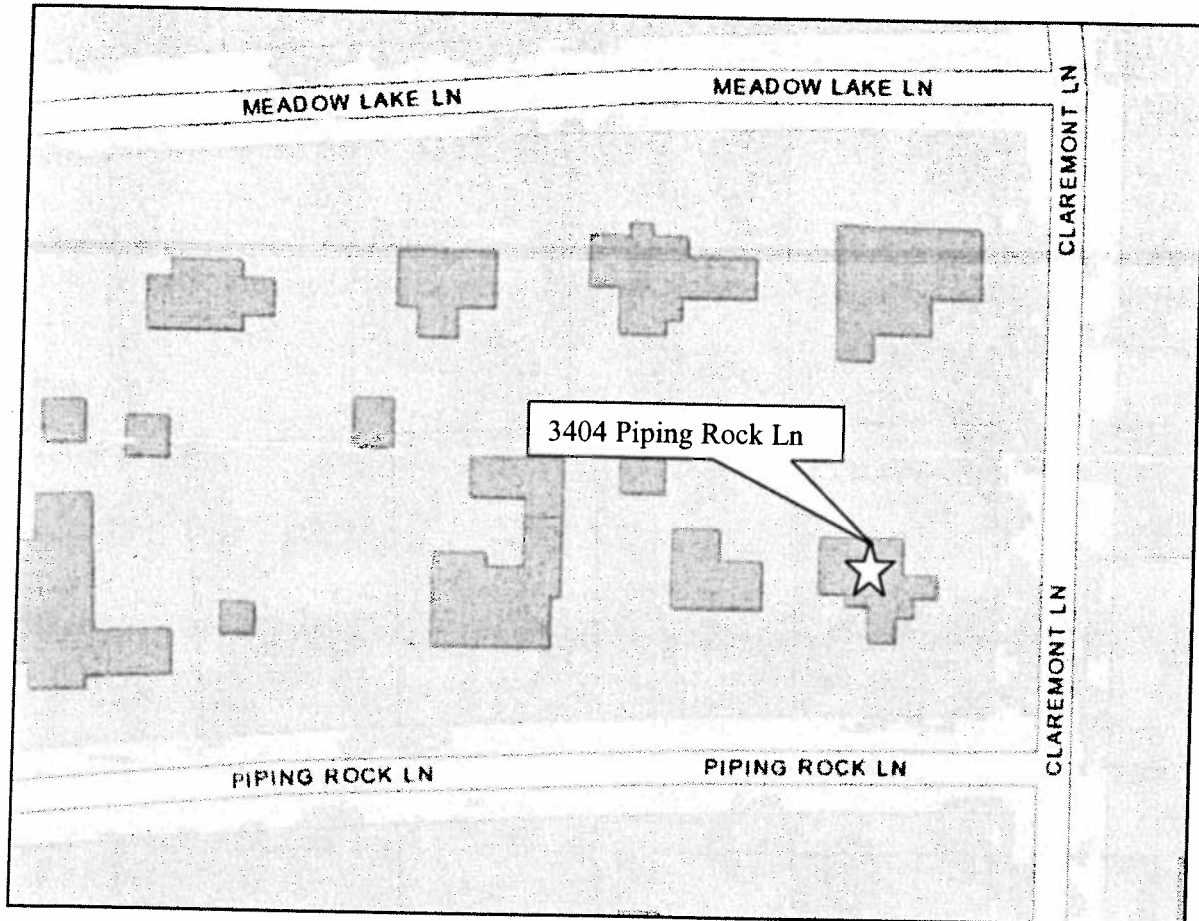 MEADOW LAKE LN
MEADOW LAKE LN
CLAREMONT LN
3404 Piping Rock Ln
CLAREMONT LN
PIPING ROCK LN
PIPING ROCK LN